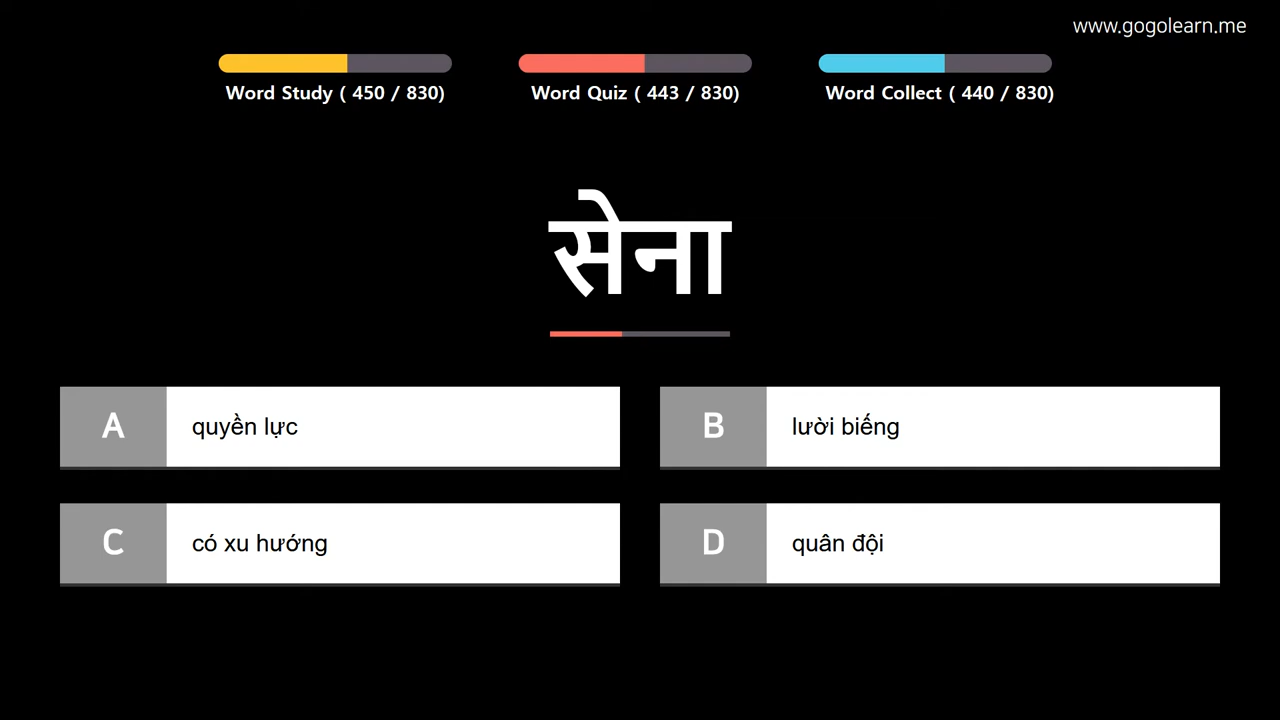 www.gogolearn.me
Word Study ( 450 / 830)
Word Quiz ( 443 / 830)
Word Collect ( 440 / 830)
सेना
A quyền lực
B lười biếng
C có xu hướng
D quân đội